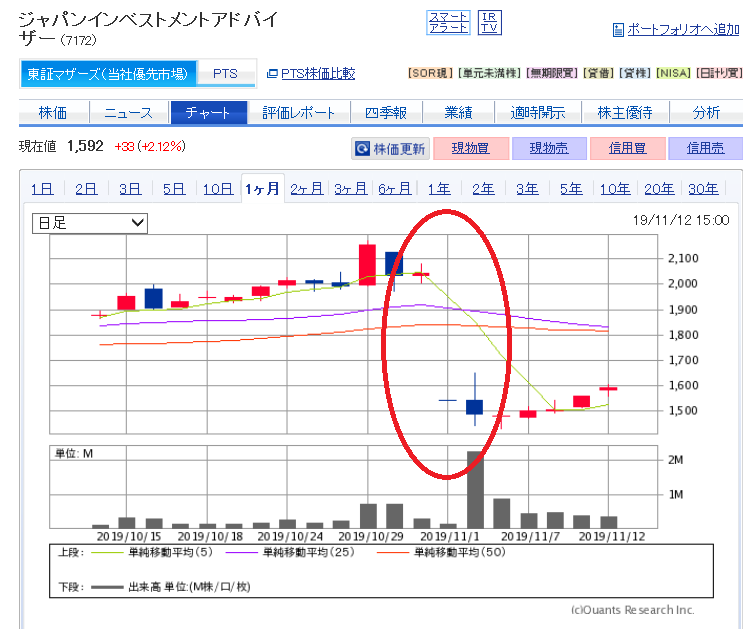 ジャパンインベストメントアドバイ
ザー (7172)
スマート
アラート
IR
TV
ポートフォリオへ追加
東証マザーズ(当社優先市場)
PTS
PTS株価比較
[SOR現] [単元未満株] [無期限買] [貸借] [貸株] [NISA] [日計り買]
株価 ニュース チャート 評価レポート 四季報 業績 適時開示 株主優待 分析
現在値 1,592 +33 (+2.12%)
株価更新 現物買 現物売 信用買 信用売
1日 2日 3日 5日 10日 1ヶ月 2ヶ月 3ヶ月 6ヶ月 1年 2年 3年 5年 10年 20年 30年
日足
19/11/12 15:00
2,100
2,000
1,900
1,800
1,700
1,600
1,500
単位: M
2M
1M
2019/10/15 2019/10/18 2019/10/24 2019/10/29 2019/11/1 2019/11/7 2019/11/12
上段: 単純移動平均(5) 単純移動平均(25) 単純移動平均(50)
下段: 出来高 単位:(M株/口/枚)
(c)Quants Research Inc.